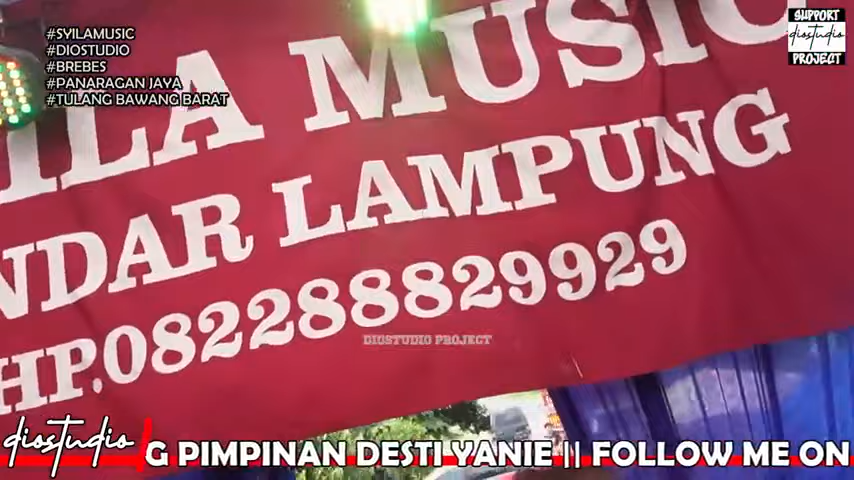 #SYILAMUSIC
#DIOSTUDIO
#BREBES
#PANARAGAN JAYA
#TULANG BAWANG BARAT
SUPPORT
diostudio
PROJECT
ILA MUSIC
NDAR LAMPUNG
HP.082288829929
DIOSTUDIO PROJECT
diostudio
G PIMPINAN DESTI YANIE || FOLLOW ME ON